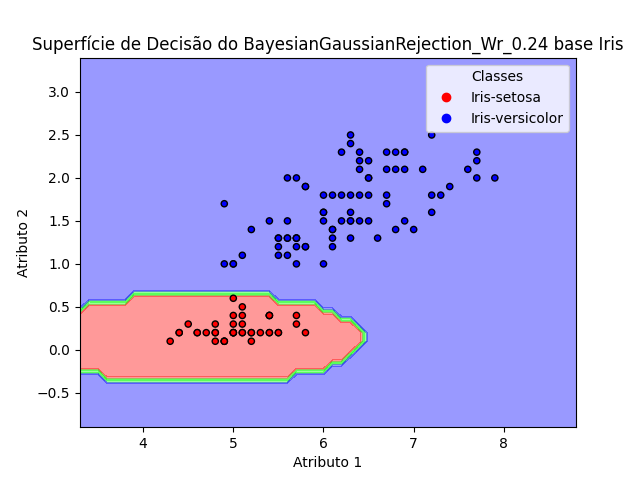 Superfície de Decisão do BayesianGaussianRejection_Wr_0.24 base Iris
Classes
Iris-setosa
Iris-versicolor
Atributo 2
3.0
2.5
2.0
1.5
1.0
0.5
0.0
−0.5
4 5 6 7 8
Atributo 1